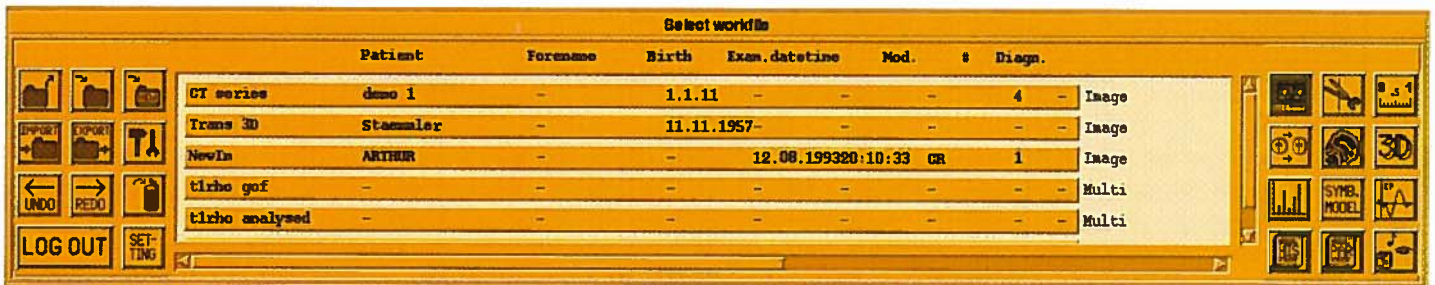 Select workfile
Patient Forename Birth Exam.datetime Mod. # Diagn.
CT series demo 1 - 1.1.11 - - - 4 - Image
Trans 3D Staemmler - 11.11.1957- - - - - Image
NewIm ARTHUR - - 12.08.199320:10:33 CR 1 Image
t1rho gof - - - - - - - - Multi
t1rho analysed - - - - - - - - Multi
IMPORT EXPORT
UNDO REDO
LOG OUT SET-TING
3D
SYMB. MODEL EP